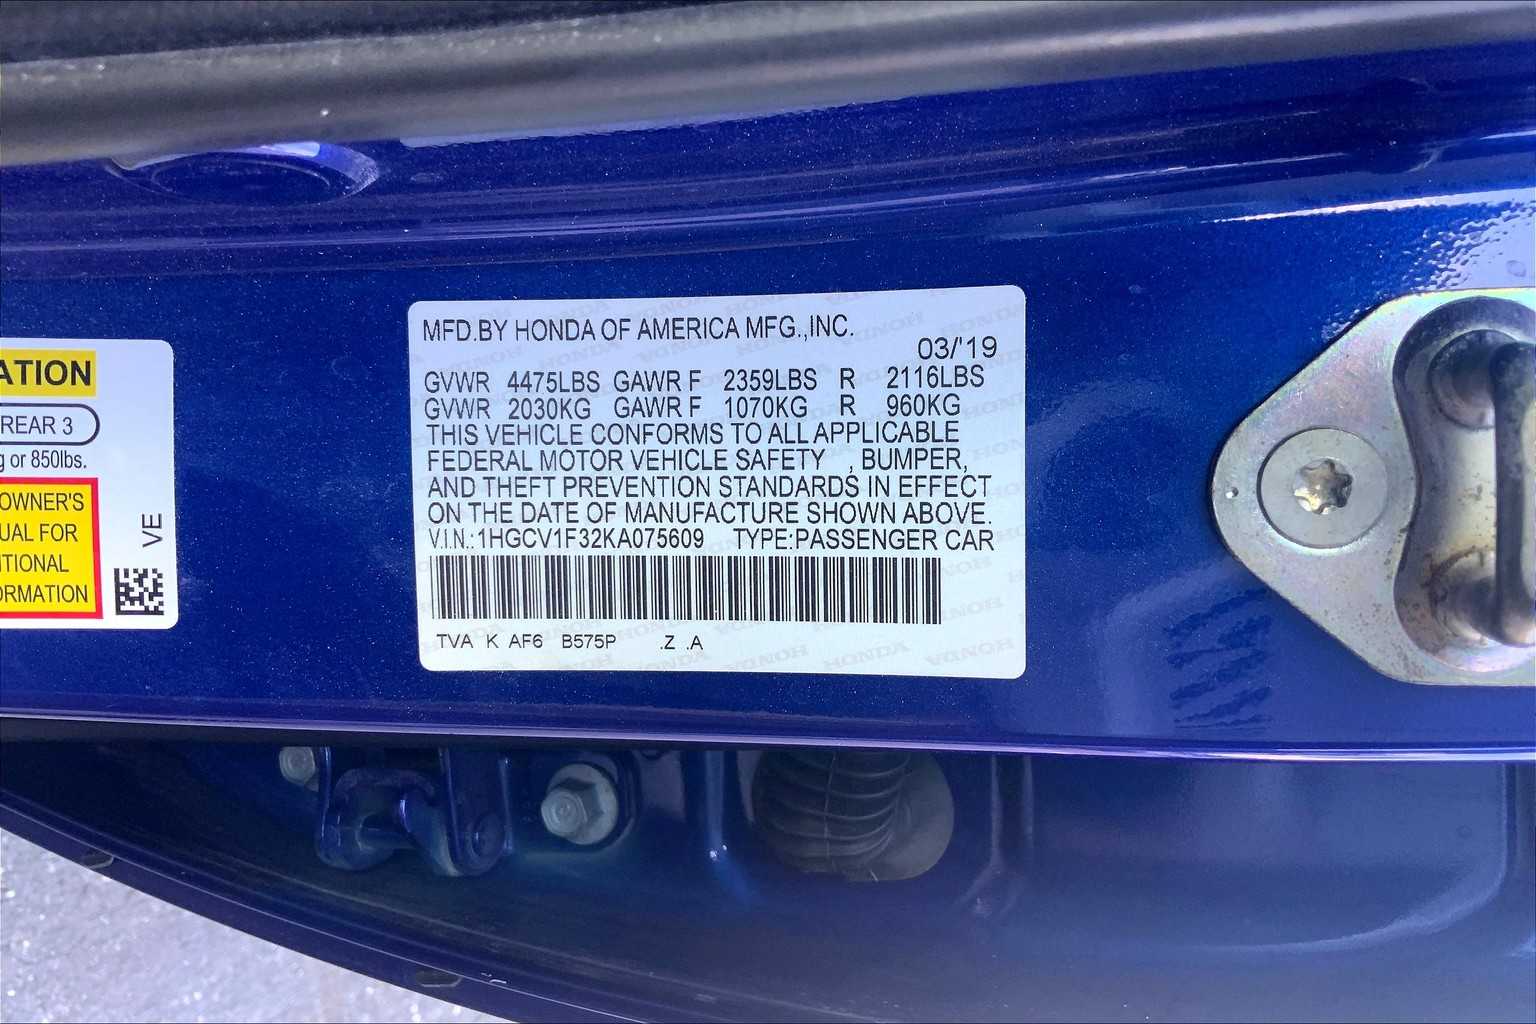 ATION
REAR 3
g or 850lbs.
OWNER'S
UAL FOR
ITIONAL
ORMATION
VE
MFD.BY HONDA OF AMERICA MFG.,INC.
03/'19
GVWR 4475LBS GAWR F 2359LBS R 2116LBS
GVWR 2030KG GAWR F 1070KG R 960KG
THIS VEHICLE CONFORMS TO ALL APPLICABLE
FEDERAL MOTOR VEHICLE SAFETY , BUMPER,
AND THEFT PREVENTION STANDARDS IN EFFECT
ON THE DATE OF MANUFACTURE SHOWN ABOVE.
V.I.N.:1HGCV1F32KA075609 TYPE:PASSENGER CAR
TVA K AF6 B575P .Z .A